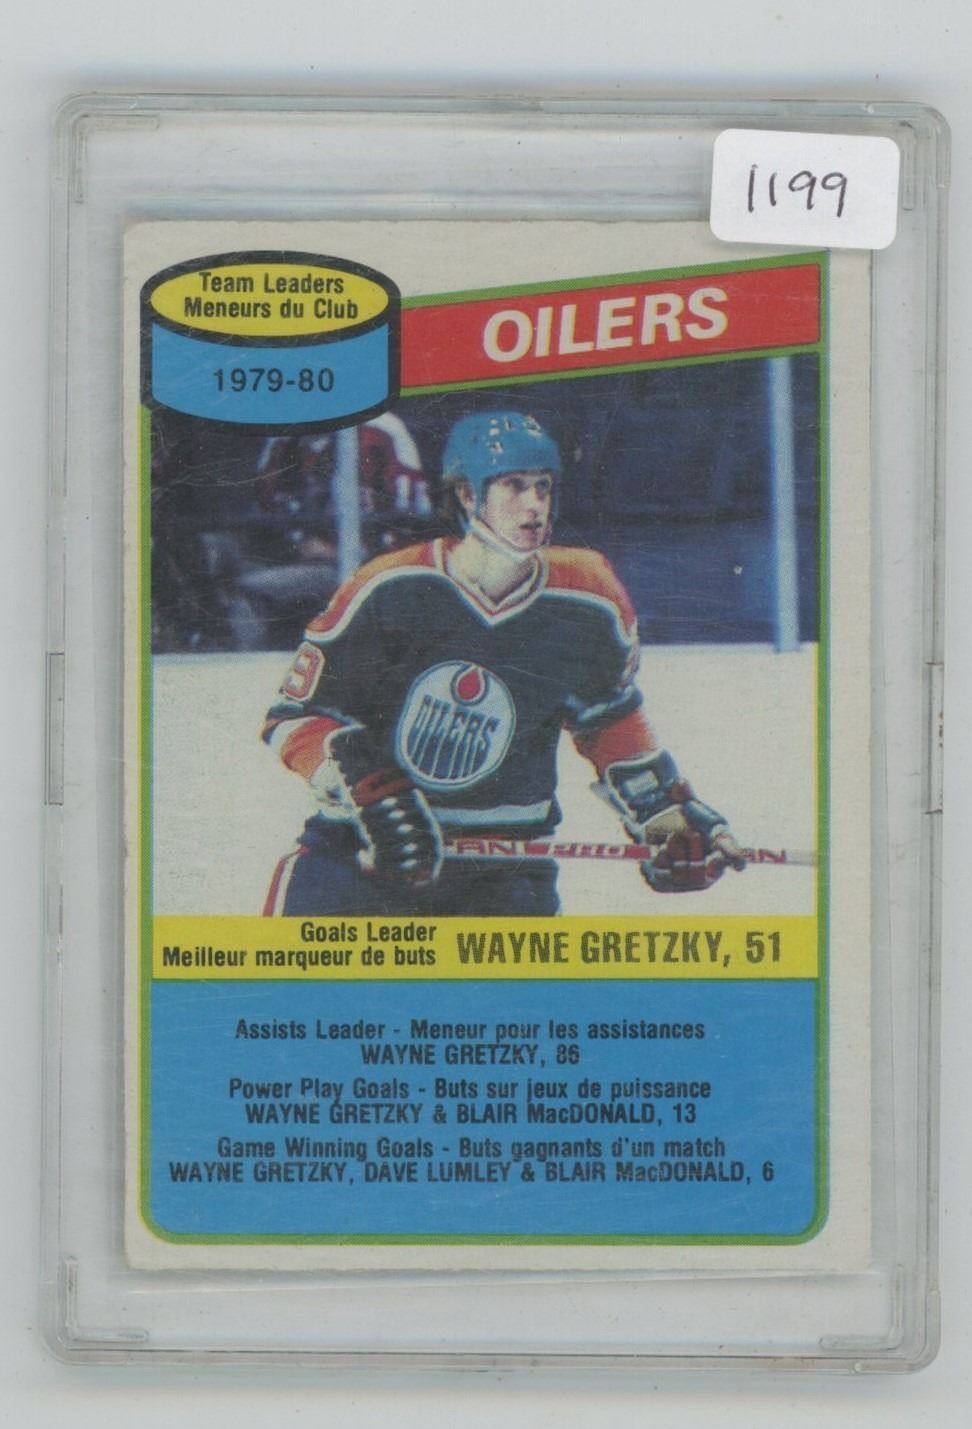 1199
Team Leaders
Meneurs du Club
1979-80
OILERS
9
OILERS
Goals Leader
Meilleur marqueur de buts
WAYNE GRETZKY, 51
Assists Leader - Meneur pour les assistances
WAYNE GRETZKY, 86
Power Play Goals - Buts sur jeux de puissance
WAYNE GRETZKY & BLAIR MacDONALD, 13
Game Winning Goals - Buts gagnants d'un match
WAYNE GRETZKY, DAVE LUMLEY & BLAIR MacDONALD, 6